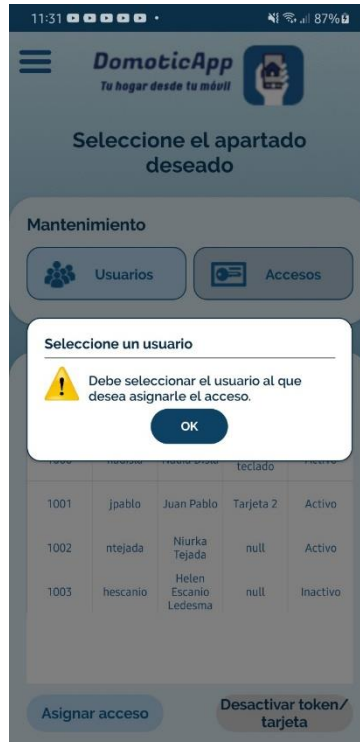 11:31
87%
DomoticApp
Tu hogar desde tu móvil
Seleccione el apartado
deseado
Mantenimiento
Usuarios
Accesos
Seleccione un usuario
Debe seleccionar el usuario al que
desea asignarle el acceso.
OK
teclado
1001 jpablo Juan Pablo Tarjeta 2 Activo
1002 ntejada Niurka Tejada null Activo
1003 hescanio Helen Escanio Ledesma null Inactivo
Asignar acceso
Desactivar token/
tarjeta